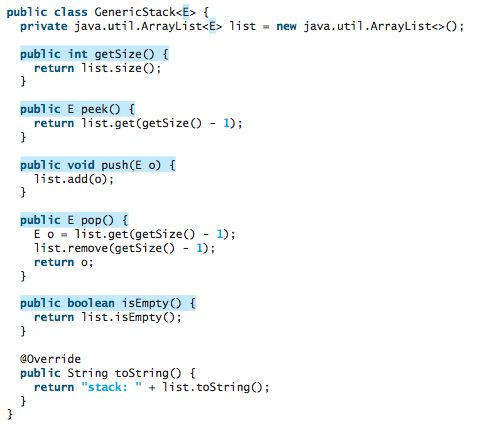 public class GenericStack<E> {
private java.util.ArrayList<E> list = new java.util.ArrayList<>();
public int getSize() {
return list.size();
}
public E peek() {
return list.get(getSize() - 1);
}
public void push(E o) {
list.add(o);
}
public E pop() {
E o = list.get(getSize() - 1);
list.remove(getSize() - 1);
return o;
}
public boolean isEmpty() {
return list.isEmpty();
}
@Override
public String toString() {
return "stack: " + list.toString();
}
}